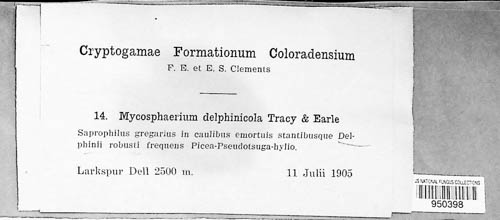 Cryptogamae Formationum Coloradensium
F. E. et E. S. Clements
14. Mycosphaerium delphinicola Tracy & Earle
Saprophilus gregarius in caulibus emortuis stantibusque Del-
phinii robusti frequens Picea-Pseudotsuga-hylio.
Larkspur Dell 2500 m. 11 Julii 1905
US NATIONAL FUNGUS COLLECTIONS
950398